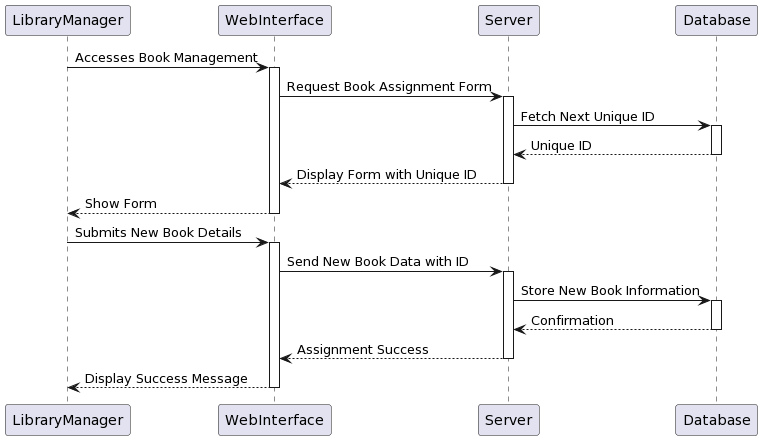 LibraryManager WebInterface Server Database
Accesses Book Management
Request Book Assignment Form
Fetch Next Unique ID
Unique ID
Display Form with Unique ID
Show Form
Submits New Book Details
Send New Book Data with ID
Store New Book Information
Confirmation
Assignment Success
Display Success Message
LibraryManager WebInterface Server Database